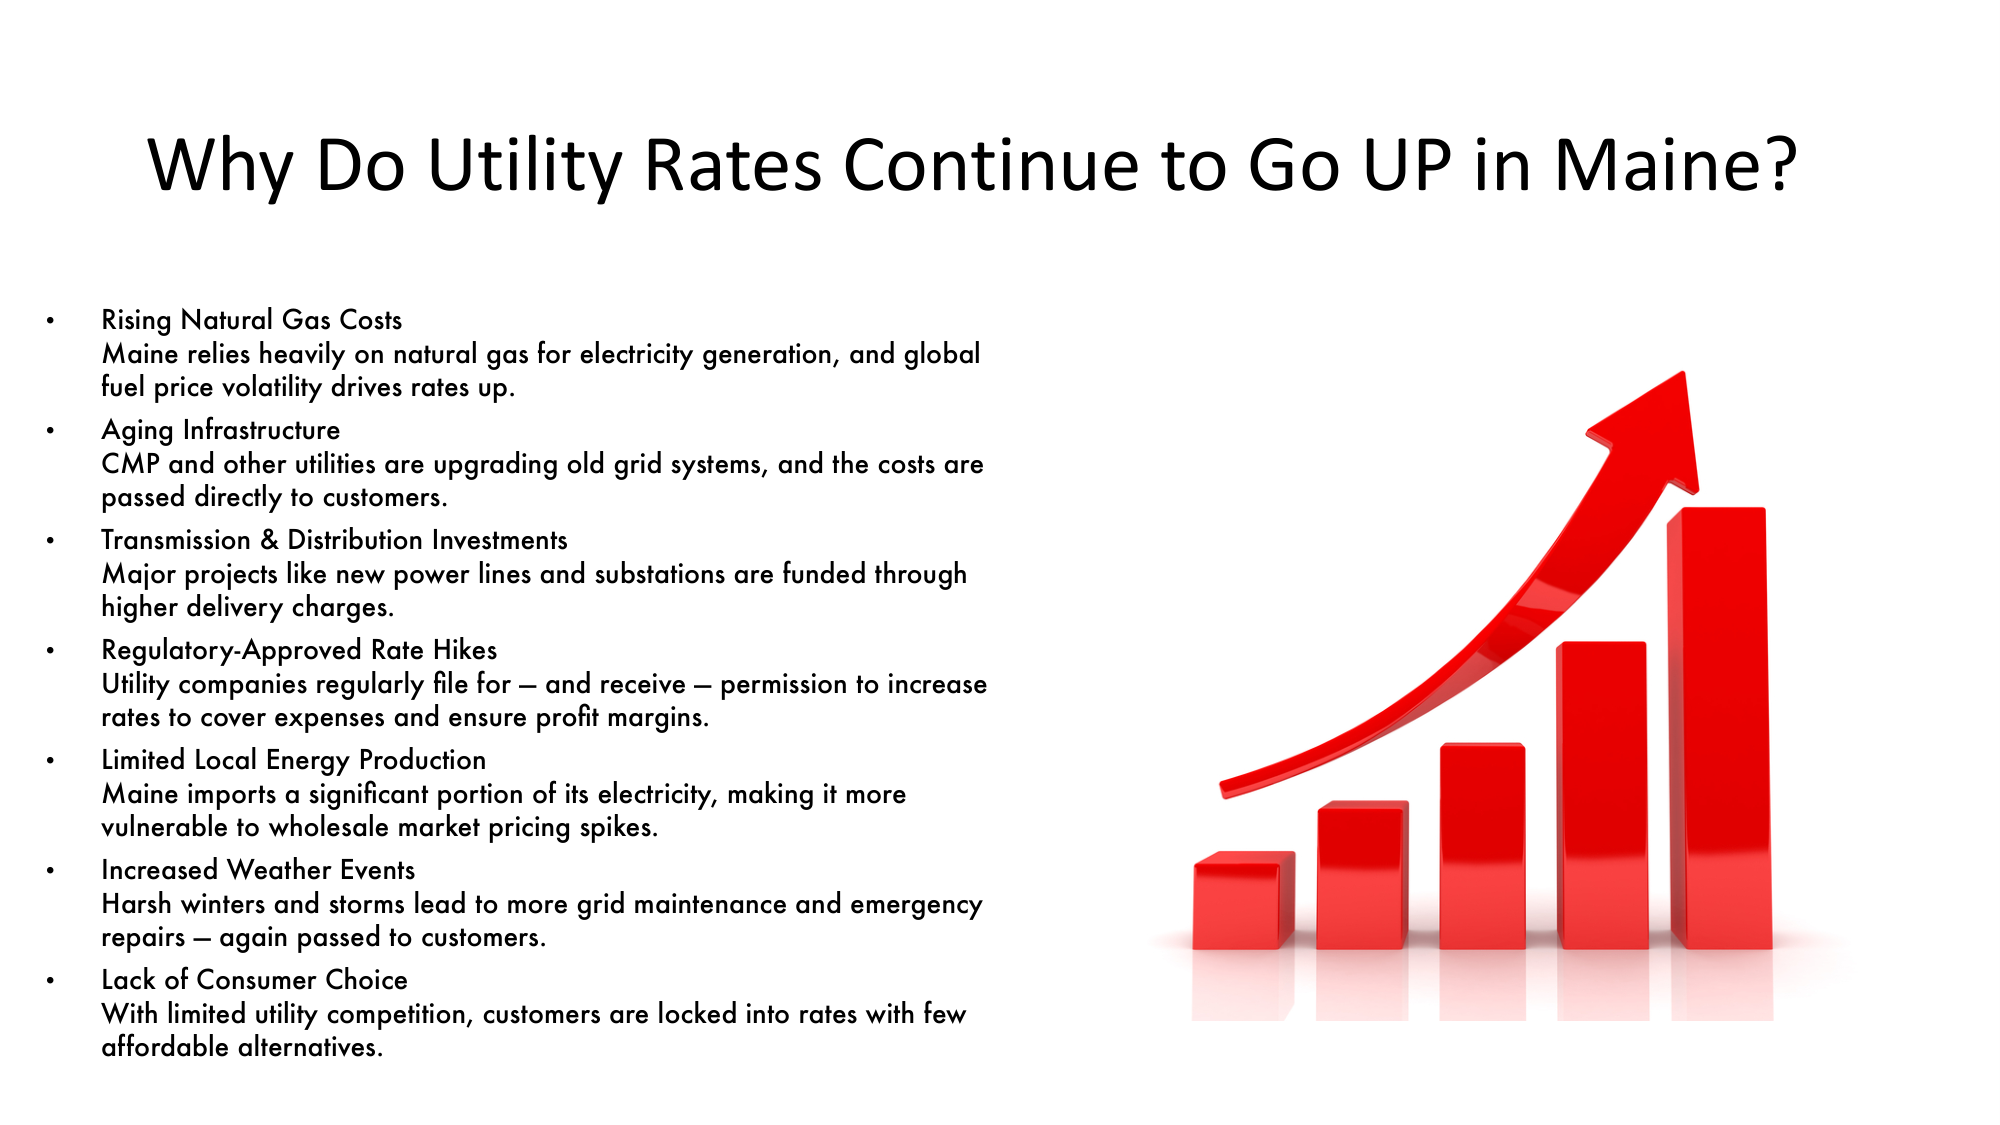 Why Do Utility Rates Continue to Go UP in Maine?
• Rising Natural Gas Costs
Maine relies heavily on natural gas for electricity generation, and global
fuel price volatility drives rates up.
• Aging Infrastructure
CMP and other utilities are upgrading old grid systems, and the costs are
passed directly to customers.
• Transmission & Distribution Investments
Major projects like new power lines and substations are funded through
higher delivery charges.
• Regulatory-Approved Rate Hikes
Utility companies regularly file for — and receive — permission to increase
rates to cover expenses and ensure profit margins.
• Limited Local Energy Production
Maine imports a significant portion of its electricity, making it more
vulnerable to wholesale market pricing spikes.
• Increased Weather Events
Harsh winters and storms lead to more grid maintenance and emergency
repairs — again passed to customers.
• Lack of Consumer Choice
With limited utility competition, customers are locked into rates with few
affordable alternatives.